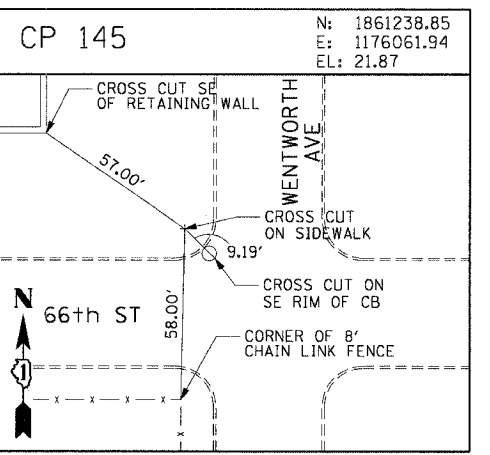 CP 145
N: 1861238.85
E: 1176061.94
EL: 21.87
CROSS CUT SE
OF RETAINING WALL
WENTWORTH
AVE
57.00'
CROSS CUT
ON SIDEWALK
9.19'
CROSS CUT ON
SE RIM OF CB
N
66th ST
58.00'
CORNER OF 8'
CHAIN LINK FENCE
1